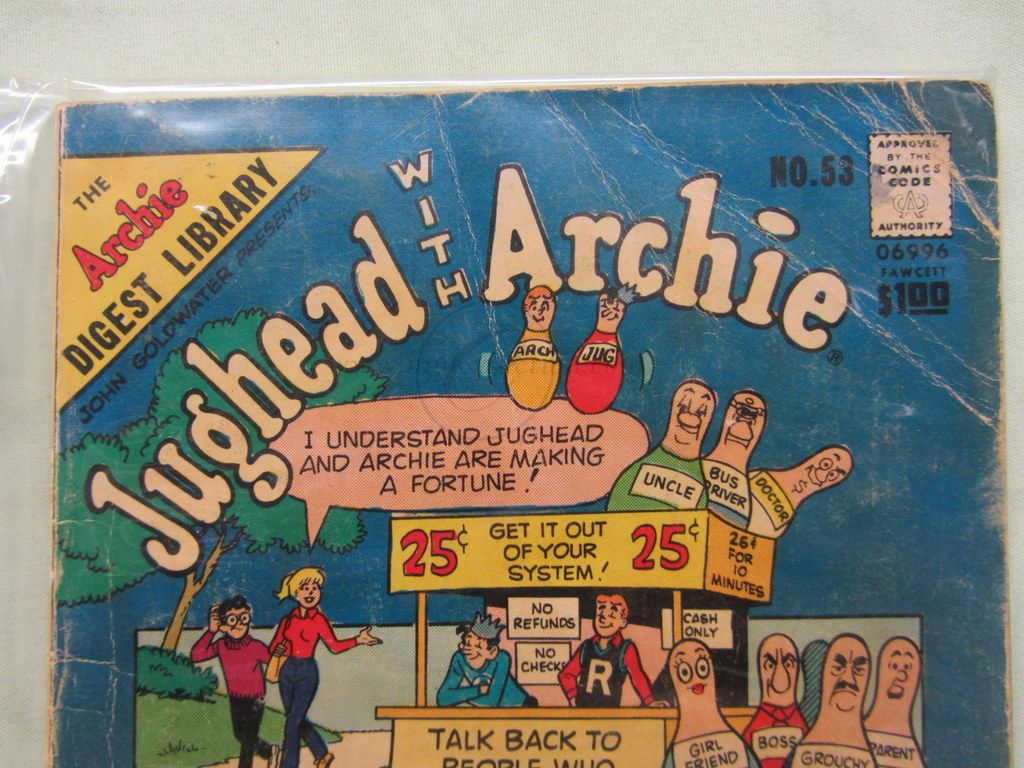 THE
Archie
DIGEST LIBRARY
JOHN GOLDWATER PRESENTS:
Jughead
WITH
Archie®
NO.53
APPROVED
BY THE
COMICS
CODE
AUTHORITY
06996
FAWCETT
$1.00
ARCH
JUG
I UNDERSTAND JUGHEAD
AND ARCHIE ARE MAKING
A FORTUNE!
UNCLE
BUS
DRIVER
DOCTOR
25¢
GET IT OUT
OF YOUR
SYSTEM!
25¢
26¢
FOR
10
MINUTES
NO
REFUNDS
NO
CHECKS
CASH
ONLY
R
GIRL
FRIEND
BOSS
GROUCHY
PARENT
TALK BACK TO
PEOPLE WHO